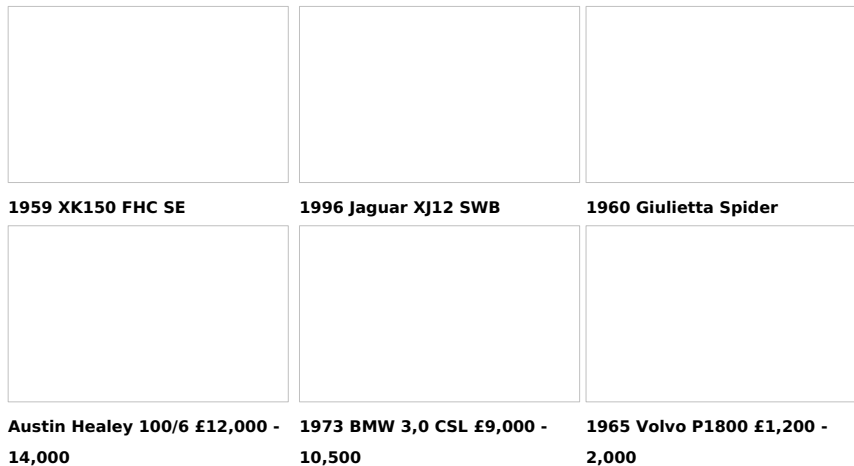 1959 XK150 FHC SE
1996 Jaguar XJ12 SWB
1960 Giulietta Spider
Austin Healey 100/6 £12,000 -
14,000
1973 BMW 3,0 CSL £9,000 -
10,500
1965 Volvo P1800 £1,200 -
2,000